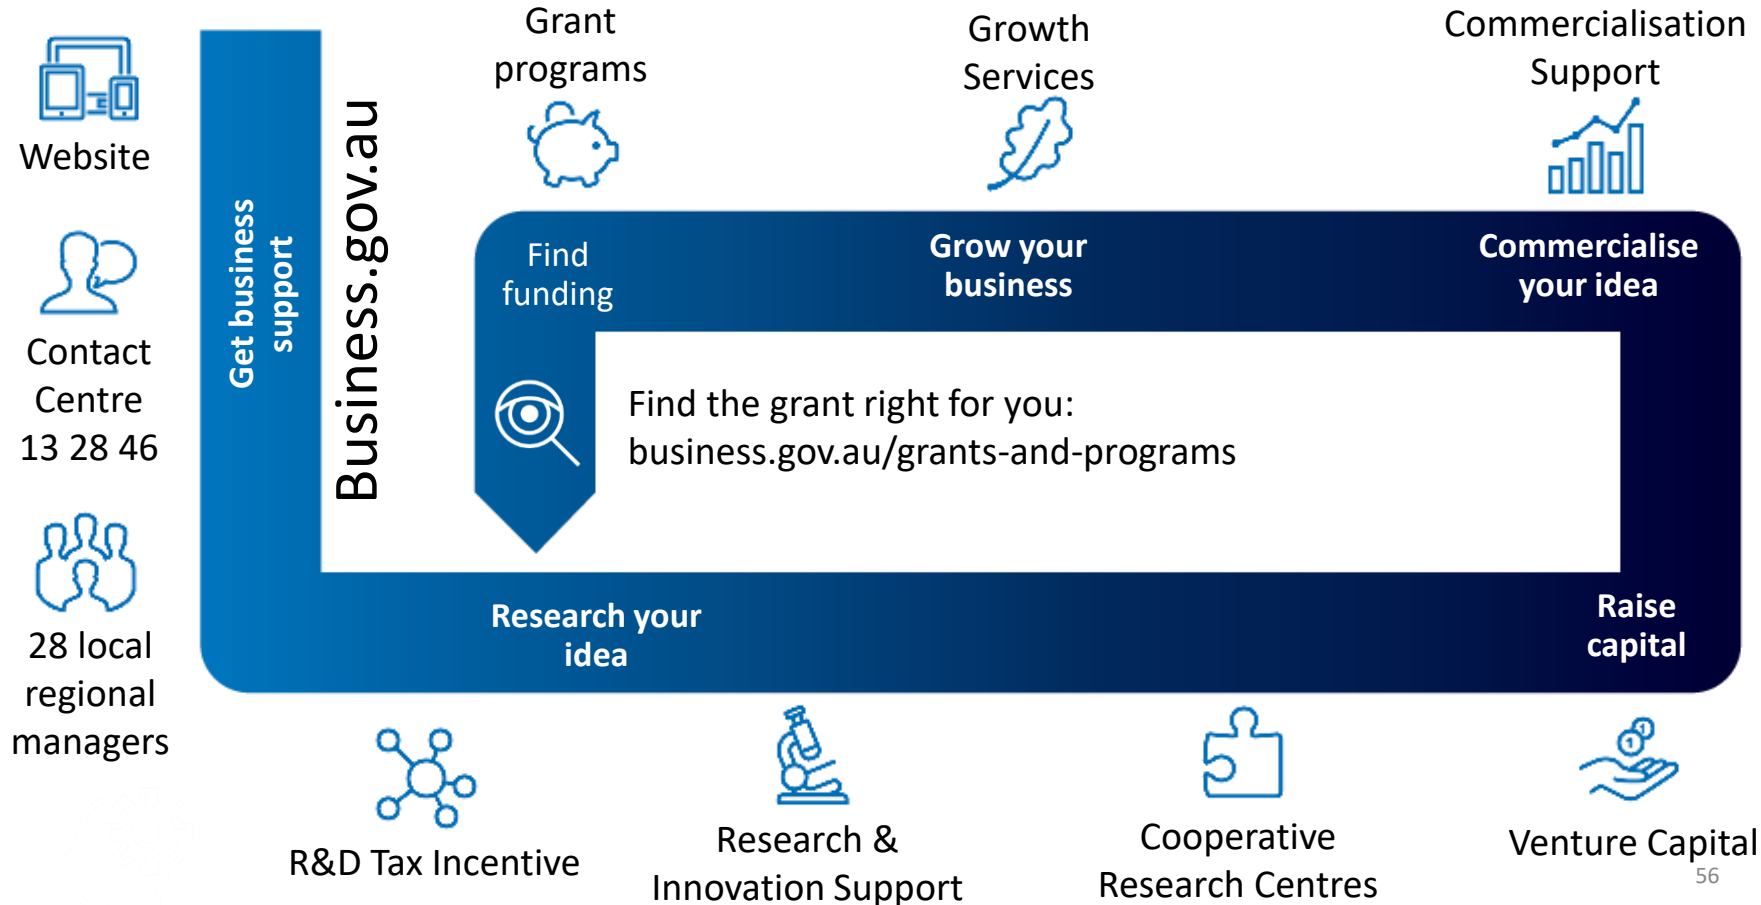 Website
Contact
Centre
13 28 46
28 local
regional
managers
Get business
support
Business.gov.au
Grant
programs
Growth
Services
Commercialisation
Support
Find
funding
Grow your
business
Commercialise
your idea
Find the grant right for you:
business.gov.au/grants-and-programs
Research your
idea
Raise
capital
R&D Tax Incentive
Research &
Innovation Support
Cooperative
Research Centres
1
1
Venture Capital
56